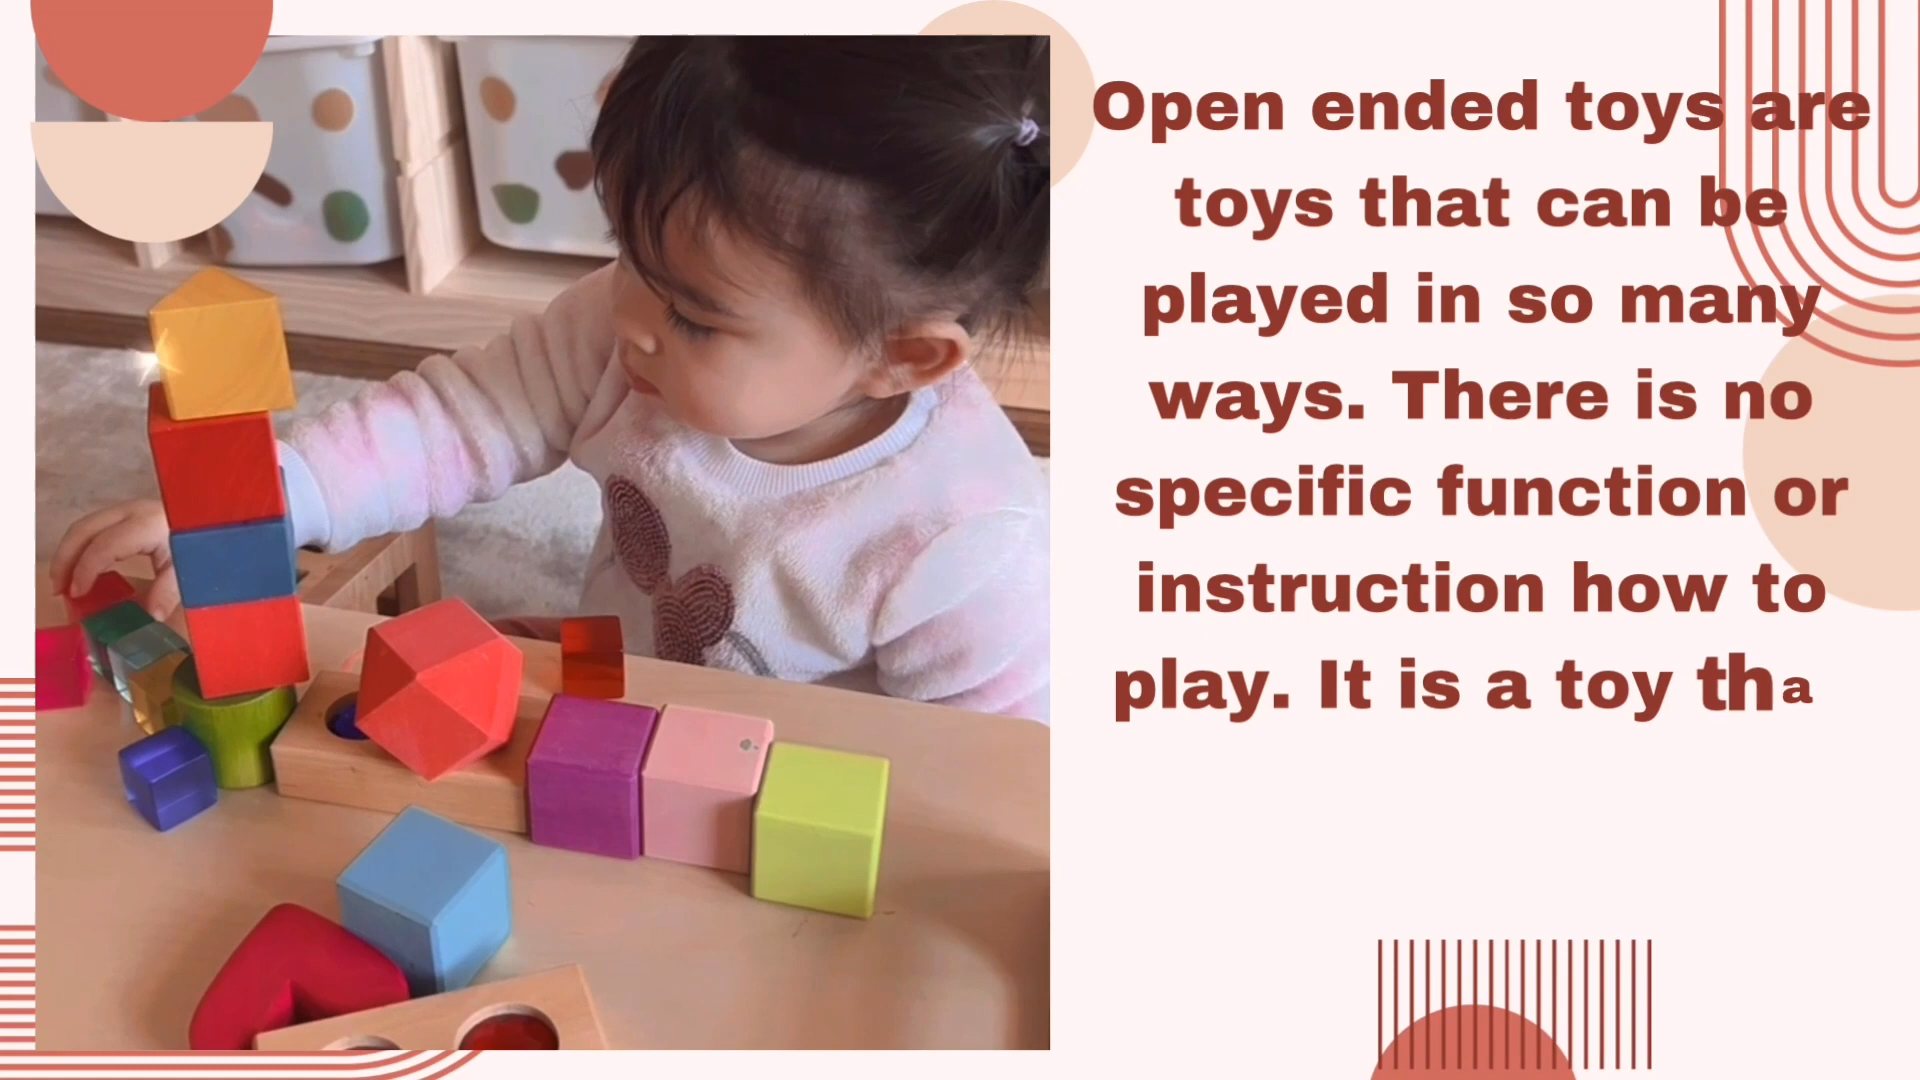 Open ended toys are
toys that can be
played in so many
ways. There is no
specific function or
instruction how to
play. It is a toy tha